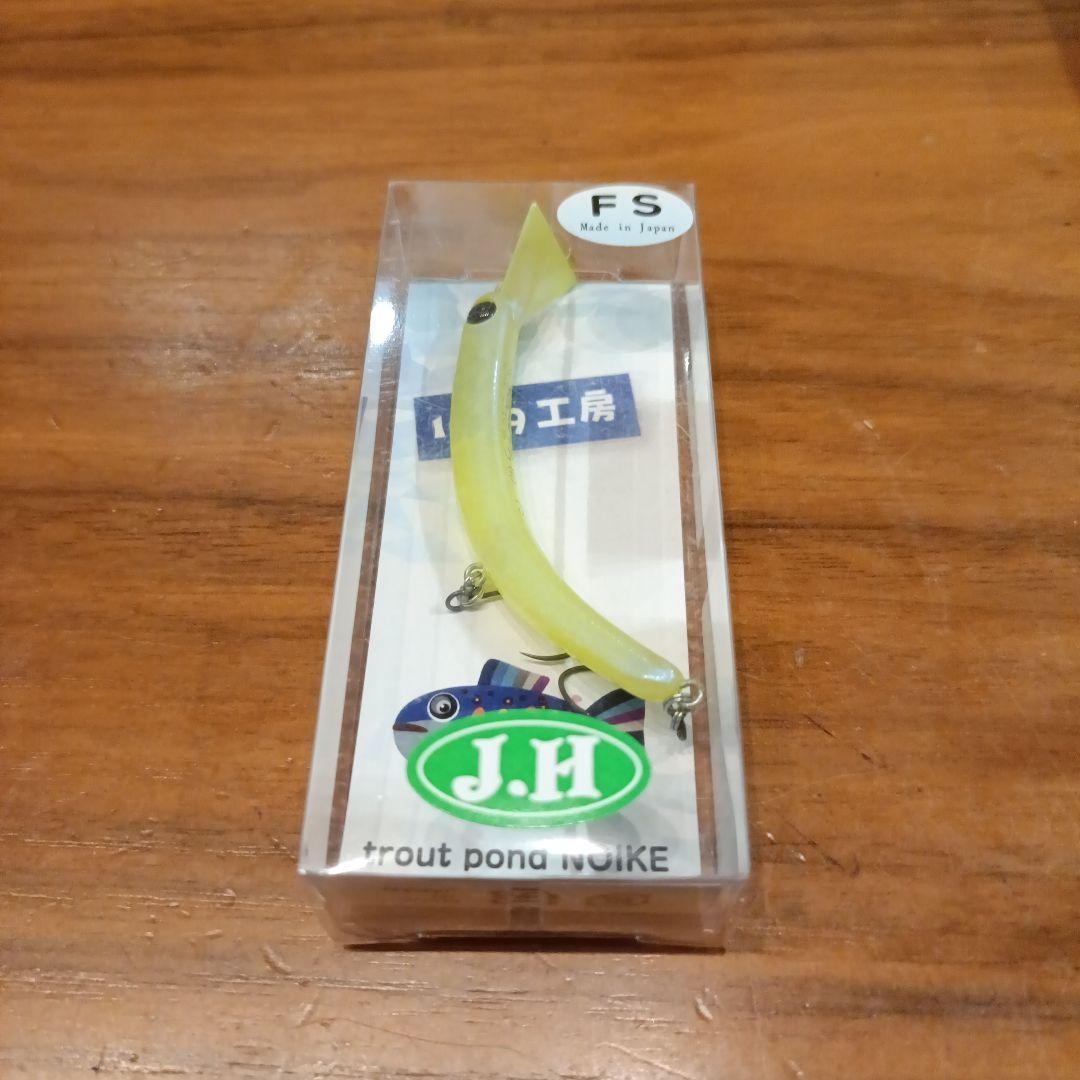 FS
Made in Japan
工房
J.H
trout pond NOIKE